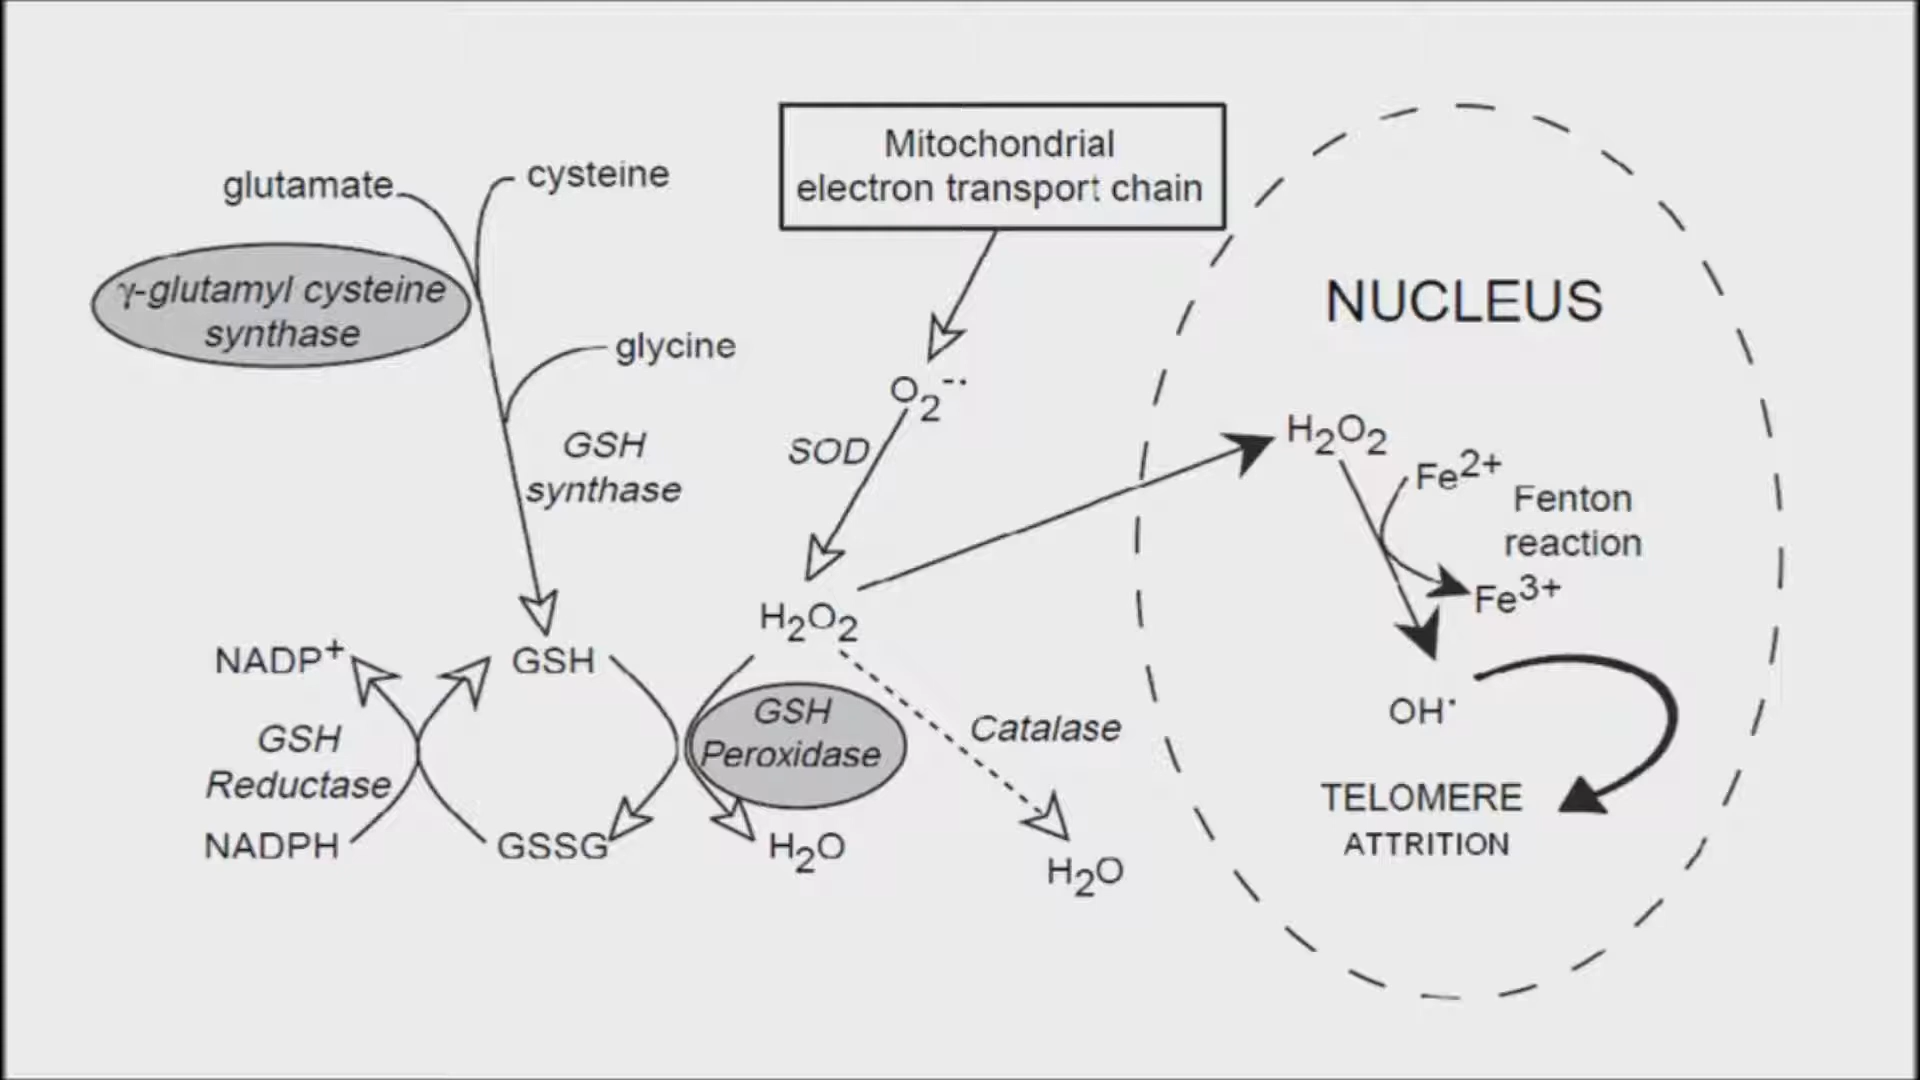 glutamate
cysteine
γ-glutamyl cysteine
synthase
glycine
GSH
synthase
Mitochondrial
electron transport chain
O₂⁻·
SOD
H₂O₂
NADP⁺
GSH
GSH
Reductase
NADPH
GSSG
GSH
Peroxidase
H₂O
Catalase
H₂O
NUCLEUS
H₂O₂
Fe²⁺
Fenton
reaction
Fe³⁺
OH·
TELOMERE
ATTRITION